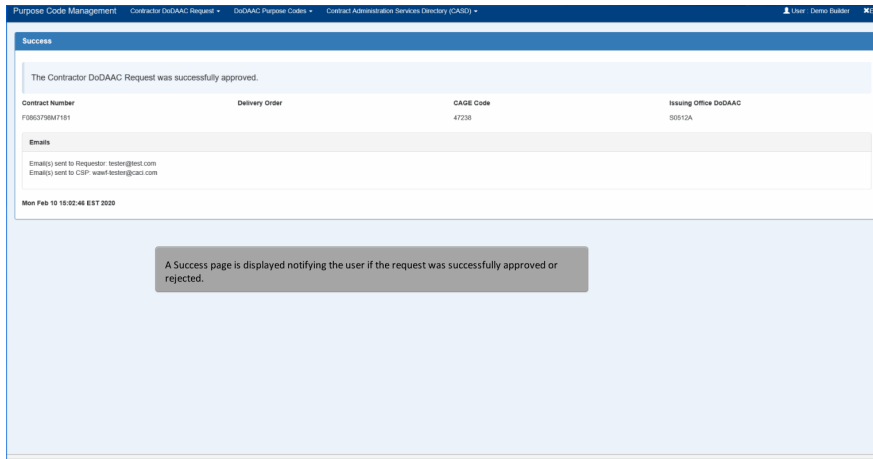 Purpose Code Management Contractor DoDAAC Request DoDAAC Purpose Codes Contract Administration Services Directory (CASD) User : Demo Builder
Success
The Contractor DoDAAC Request was successfully approved.
Contract Number Delivery Order CAGE Code Issuing Office DoDAAC
F0863798M7181 47238 S0512A
Emails
Email(s) sent to Requestor: tester@test.com
Email(s) sent to CSP: wawf-tester@caci.com
Mon Feb 10 15:02:46 EST 2020
A Success page is displayed notifying the user if the request was successfully approved or
rejected.